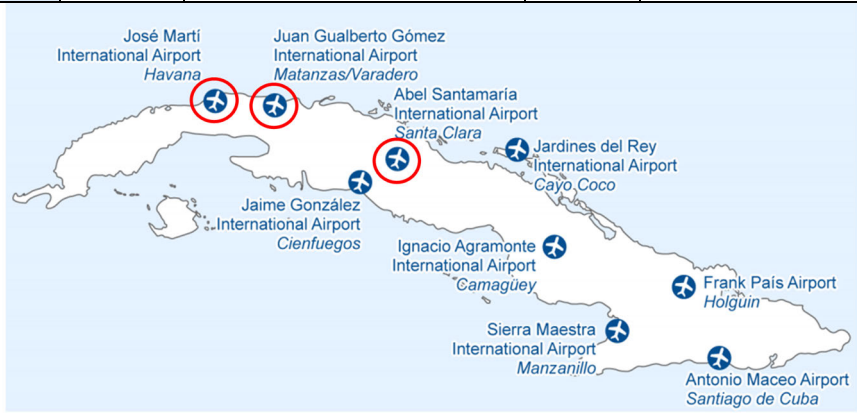 José Martí
International Airport
Havana
Juan Gualberto Gómez
International Airport
Matanzas/Varadero
Abel Santamaría
International Airport
Santa Clara
Jardines del Rey
International Airport
Cayo Coco
Jaime González
International Airport
Cienfuegos
Ignacio Agramonte
International Airport
Camagüey
Frank País Airport
Holguin
Sierra Maestra
International Airport
Manzanillo
Antonio Maceo Airport
Santiago de Cuba